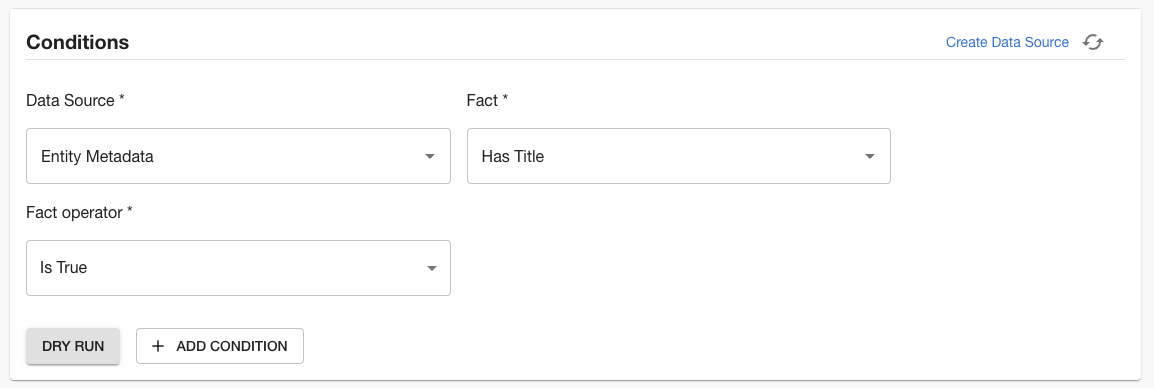 Conditions
Create Data Source
Data Source *
Fact *
Entity Metadata
Has Title
Fact operator *
Is True
DRY RUN
+ ADD CONDITION